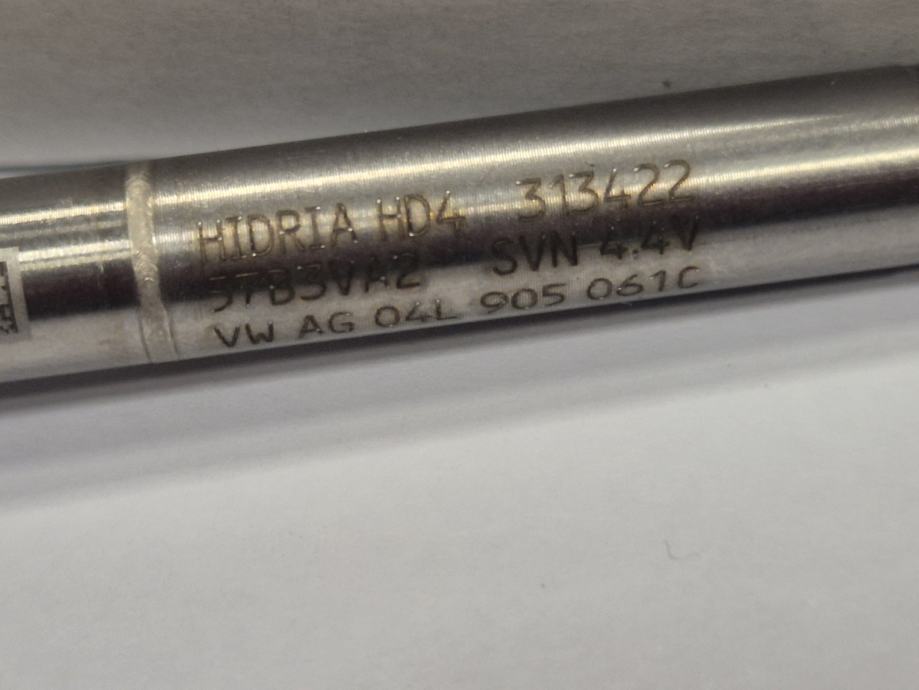 HIDRIA HD4 313422
37B3VA2 SVN 4.4V
VW AG 04L 905 061C